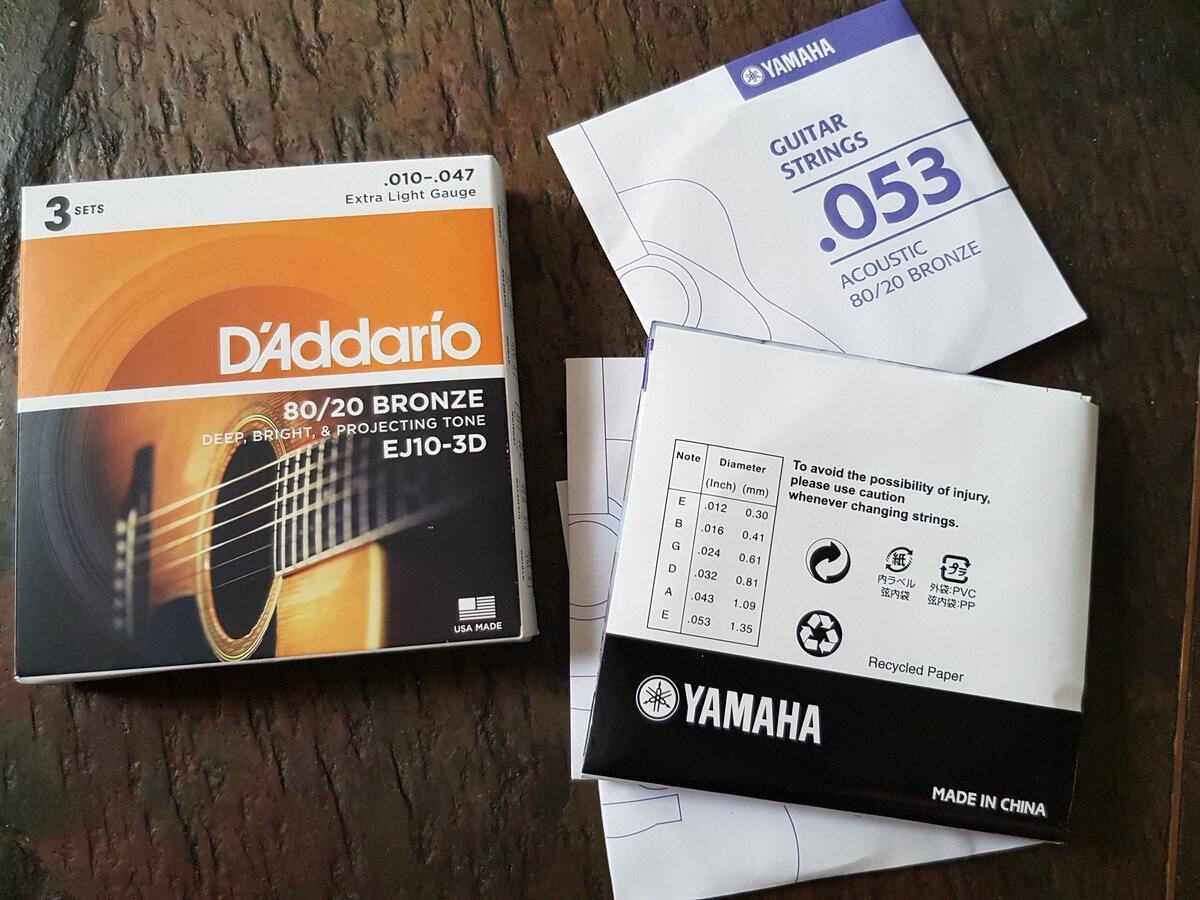 3 SETS
.010–.047
Extra Light Gauge
D'Addario
80/20 BRONZE
DEEP, BRIGHT, & PROJECTING TONE
EJ10-3D
USA MADE
YAMAHA
GUITAR
STRINGS
.053
ACOUSTIC
80/20 BRONZE
Note Diameter
(Inch) (mm)
E .012 0.30
B .016 0.41
G .024 0.61
D .032 0.81
A .043 1.09
E .053 1.35
To avoid the possibility of injury,
please use caution
whenever changing strings.
紙
内ラベル
弦内袋
プラ
外袋:PVC
弦内袋:PP
Recycled Paper
YAMAHA
MADE IN CHINA